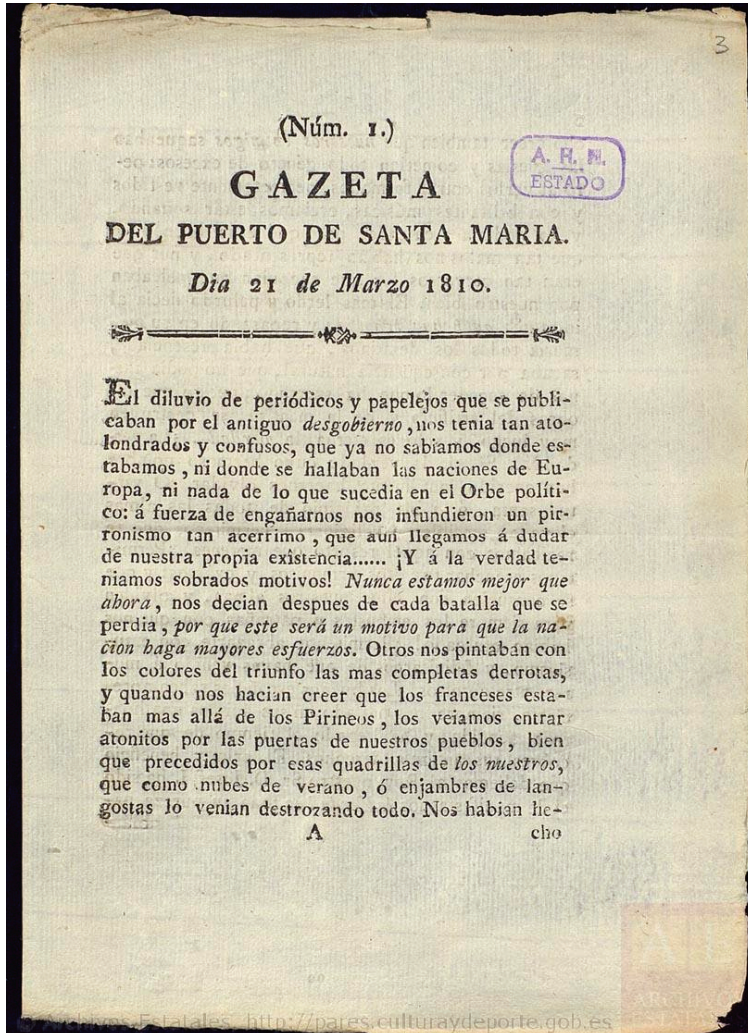 3
(Núm. 1.)
A. H. N.
ESTADO
GAZETA
DEL PUERTO DE SANTA MARIA.
Dia 21 de Marzo 1810.
El diluvio de periódicos y papelejos que se publi-
caban por el antiguo desgobierno, nos tenia tan ato-
londrados y confusos, que ya no sabiamos donde es-
tabamos, ni donde se hallaban las naciones de Eu-
ropa, ni nada de lo que sucedia en el Orbe políti-
co: á fuerza de engañarnos nos infundieron un pir-
ronismo tan acerrimo, que aun llegamos á dudar
de nuestra propia existencia...... ¡Y á la verdad te-
niamos sobrados motivos! Nunca estamos mejor que
ahora, nos decian despues de cada batalla que se
perdia, por que este será un motivo para que la na-
cion haga mayores esfuerzos. Otros nos pintaban con
los colores del triunfo las mas completas derrotas,
y quando nos hacian creer que los franceses esta-
ban mas allá de los Pirineos, los veiamos entrar
atonitos por las puertas de nuestros pueblos, bien
que precedidos por esas quadrillas de los nuestros,
que como nubes de verano, ó enjambres de lan-
gostas lo venian destrozando todo. Nos habian he-
A cho
Archivos Estatales, http://pares.culturaydeporte.gob.es
AE
ARCHIVOS
ESTATALES